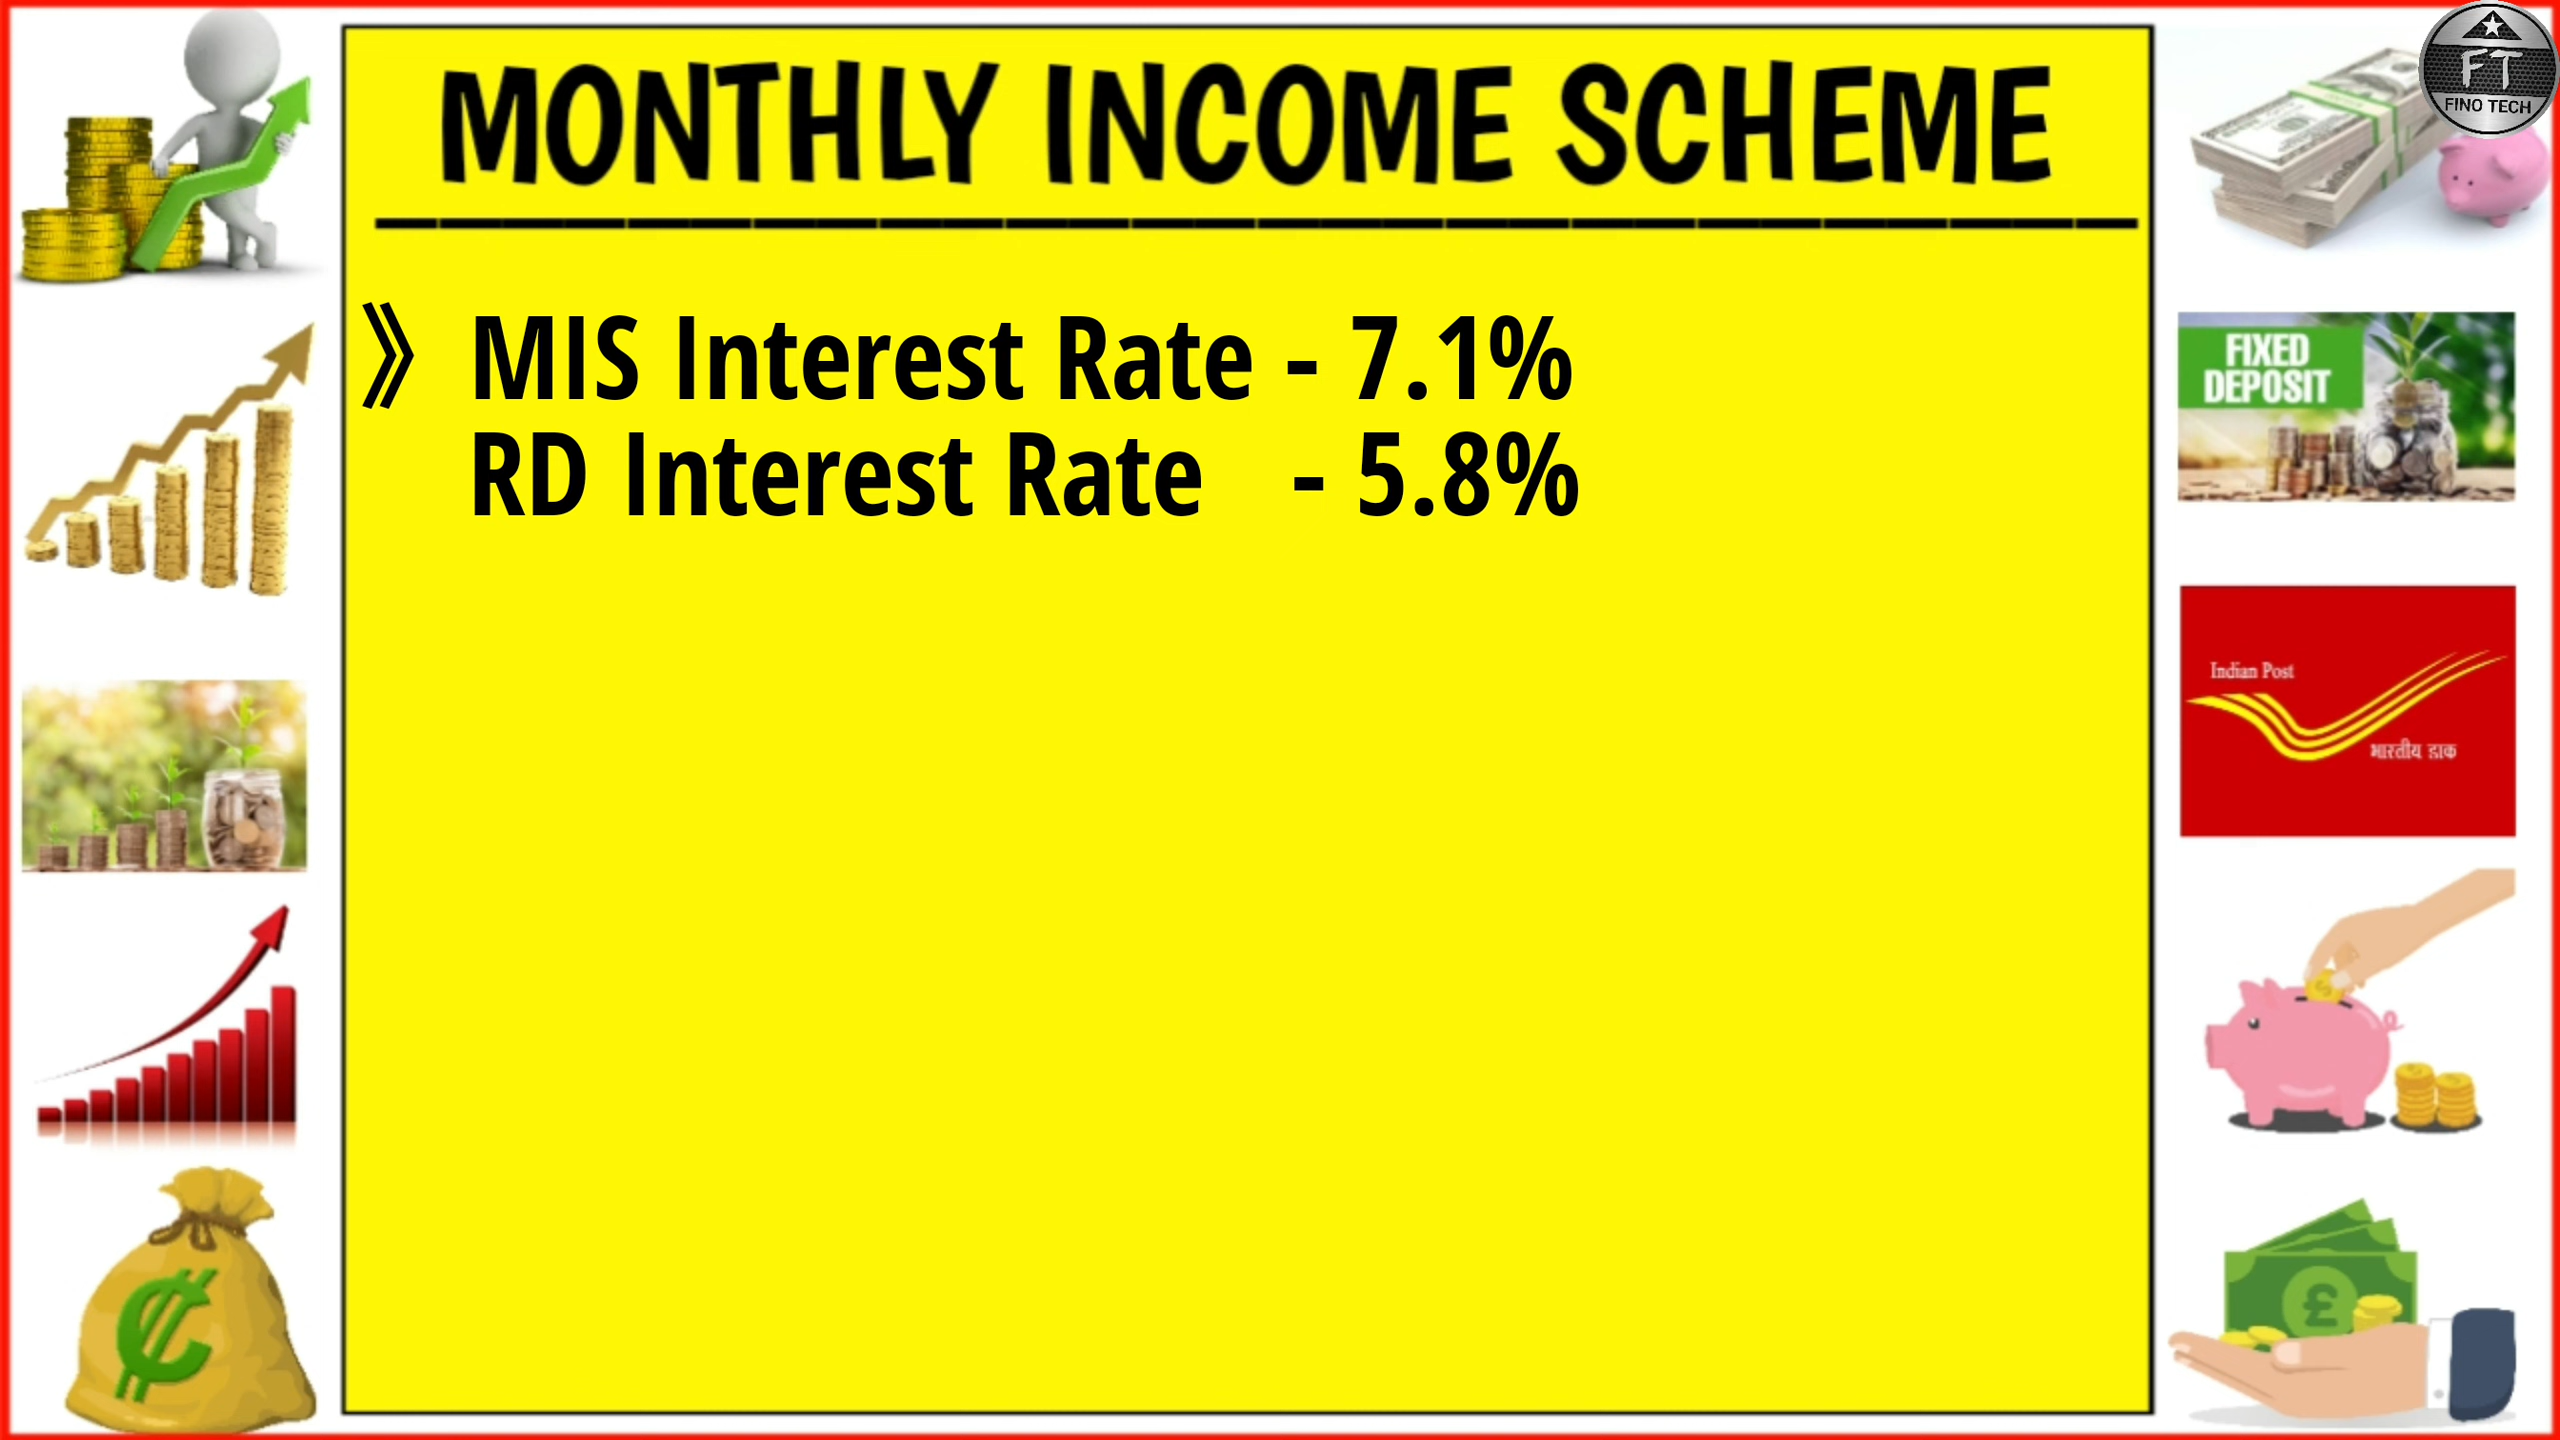 MONTHLY INCOME SCHEME
》 MIS Interest Rate - 7.1%
RD Interest Rate - 5.8%
FT
FINO TECH
FIXED
DEPOSIT
Indian Post
भारतीय डाक